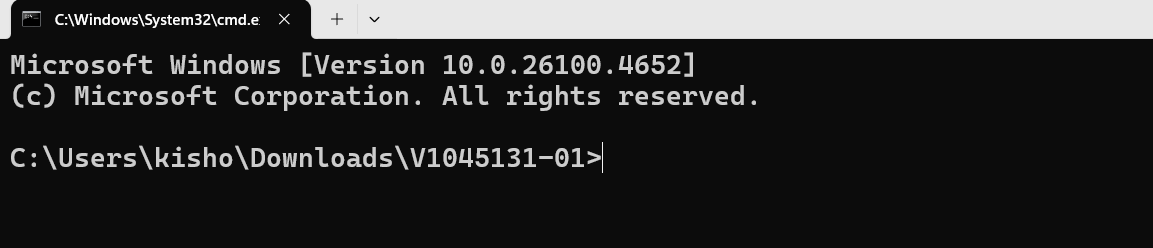 C:\Windows\System32\cmd.e
Microsoft Windows [Version 10.0.26100.4652]
(c) Microsoft Corporation. All rights reserved.
C:\Users\kisho\Downloads\V1045131-01>